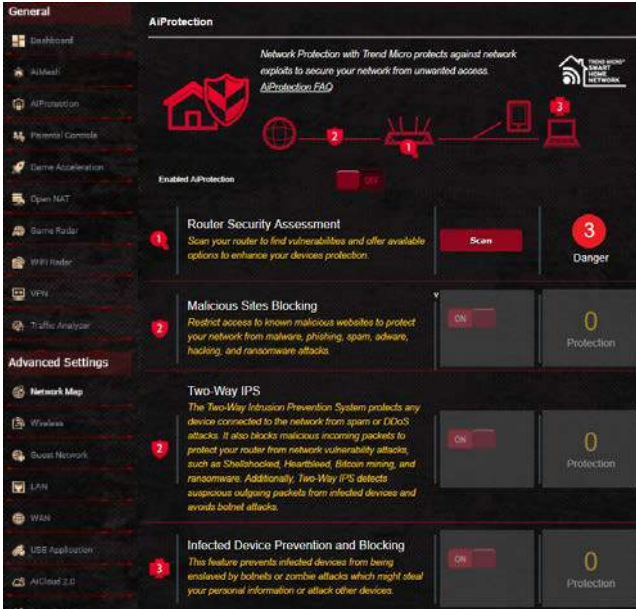 General
AiProtection
Dashboard
AiMesh
AiProtection
Parental Controls
Game Acceleration
Open NAT
Game Radar
WiFi Radar
VPN
Traffic Analyzer
Advanced Settings
Network Map
Wireless
Guest Network
LAN
WAN
USB Application
AiCloud 2.0
Network Protection with Trend Micro protects against network
exploits to secure your network from unwanted access.
AiProtection FAQ
TREND MICRO™
SMART
HOME
NETWORK
3
2
1
Enabled AiProtection
OFF
1
Router Security Assessment
Scan your router to find vulnerabilities and offer available
options to enhance your devices protection.
Scan
3
Danger
2
Malicious Sites Blocking
Restrict access to known malicious websites to protect
your network from malware, phishing, spam, adware,
hacking, and ransomware attacks.
v
ON
0
Protection
2
Two-Way IPS
The Two-Way Intrusion Prevention System protects any
device connected to the network from spam or DDoS
attacks. It also blocks malicious incoming packets to
protect your router from network vulnerability attacks,
such as Shellshocked, Heartbleed, Bitcoin mining, and
ransomware. Additionally, Two-Way IPS detects
suspicious outgoing packets from infected devices and
avoids botnet attacks.
ON
0
Protection
3
Infected Device Prevention and Blocking
This feature prevents infected devices from being
enslaved by botnets or zombie attacks which might steal
your personal information or attack other devices.
ON
0
Protection